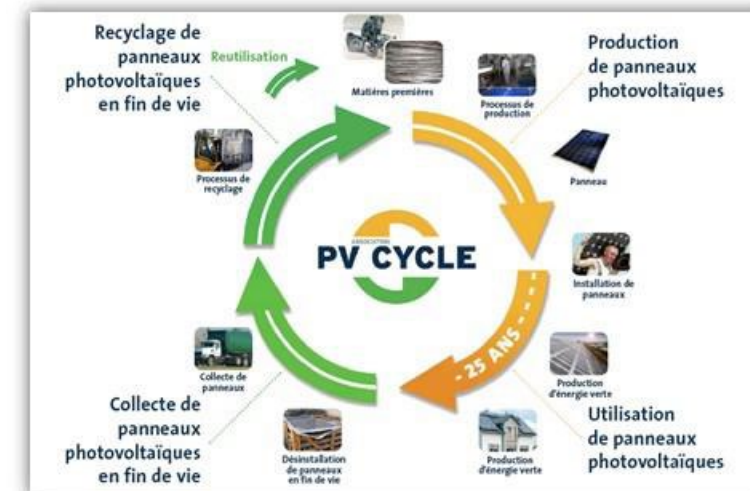 Recyclage de
panneaux
photovoltaïques
en fin de vie
Reutilisation
Matières premières
Processus de
production
Production
de panneaux
photovoltaïques
Panneau
Installation de
panneaux
- 25 ANS -
Production
d'énergie verte
Utilisation
de panneaux
photovoltaïques
Production
d'énergie verte
Désinstallation
de panneaux
en fin de vie
Collecte de
panneaux
photovoltaïques
en fin de vie
Collecte de
panneaux
Processus de
recyclage
ASSOCIATION
PV CYCLE